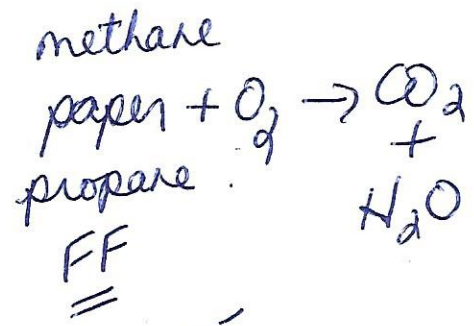 methane
paper + O₂ → CO₂
+
propane.
H₂O
FF